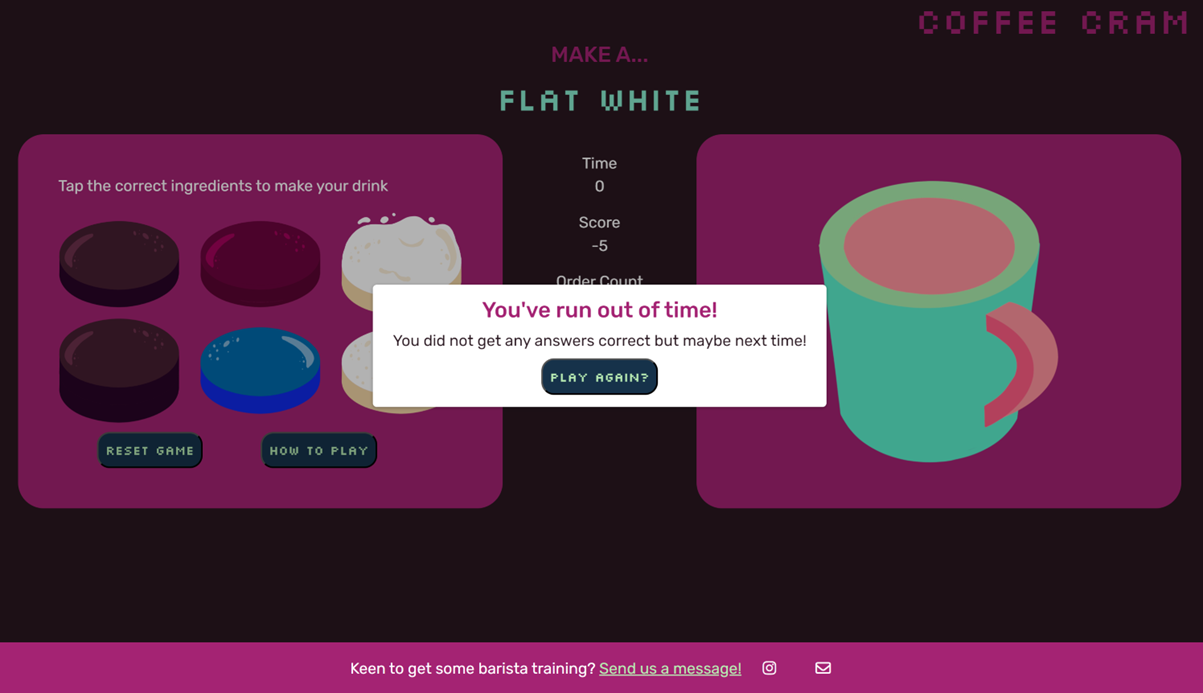 COFFEE CRAM
MAKE A...
FLAT WHITE
Tap the correct ingredients to make your drink
Time
0
Score
-5
Order Count
You've run out of time!
You did not get any answers correct but maybe next time!
PLAY AGAIN?
RESET GAME
HOW TO PLAY
Keen to get some barista training? Send us a message!